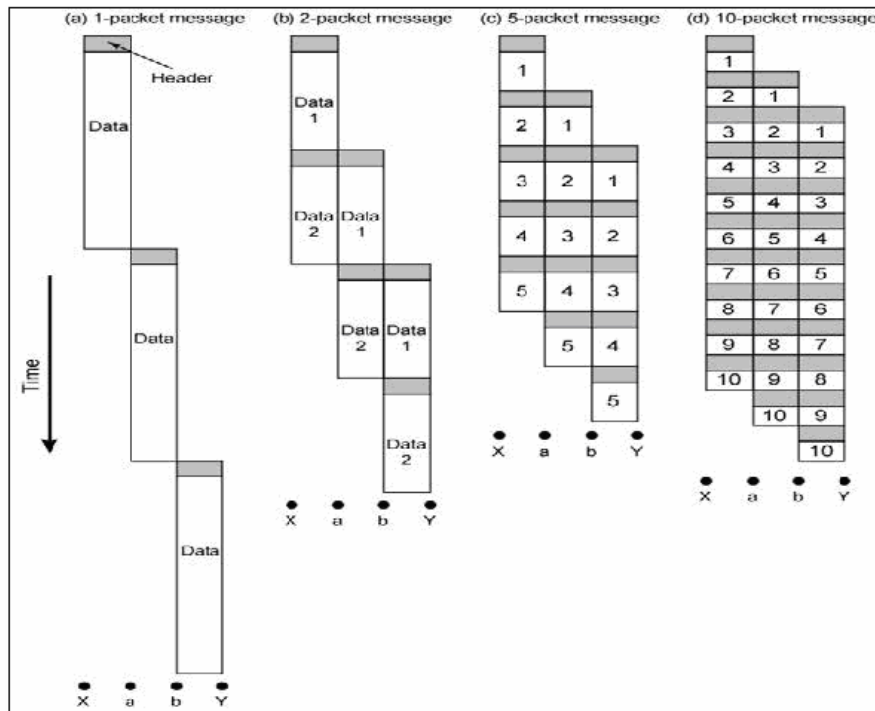 (a) 1-packet message
Header
Data
Data
Data
X a b Y
Time
(b) 2-packet message
Data 1
Data 2
Data 1
Data 2
Data 1
Data 2
X a b Y
(c) 5-packet message
1
2 1
3 2 1
4 3 2
5 4 3
5 4
5
X a b Y
(d) 10-packet message
1
2 1
3 2 1
4 3 2
5 4 3
6 5 4
7 6 5
8 7 6
9 8 7
10 9 8
10 9
10
X a b Y